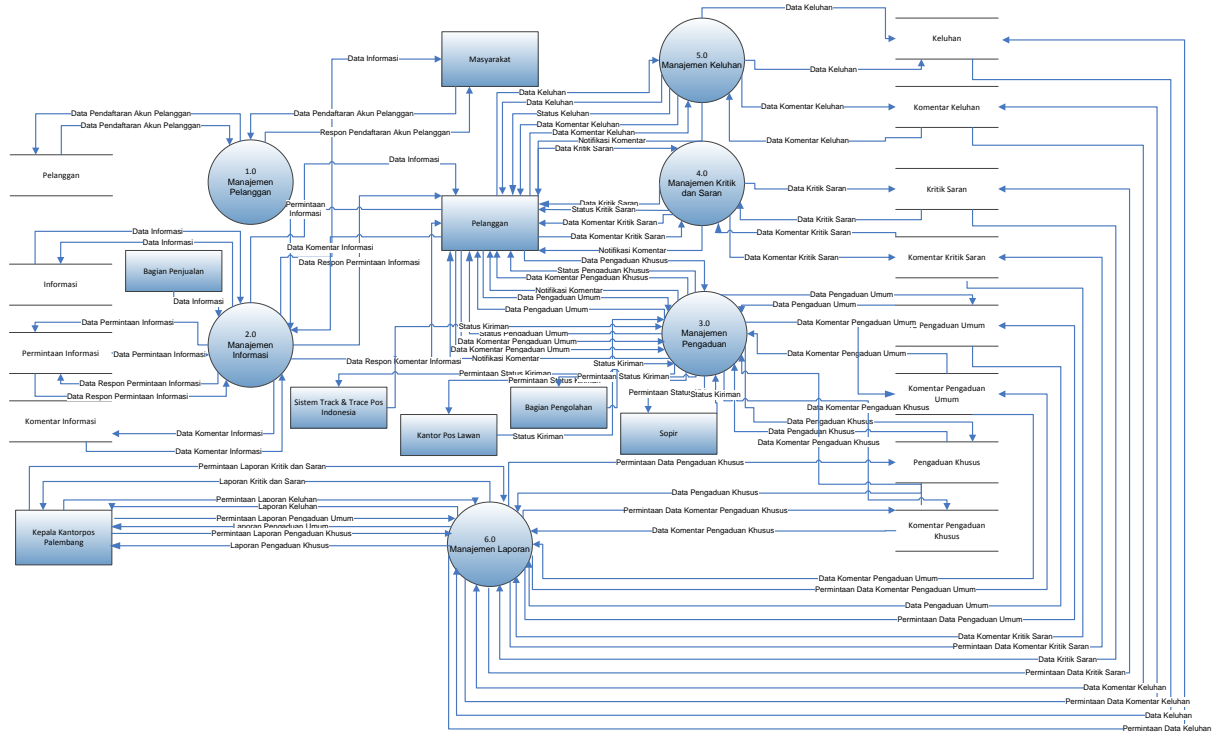 Data Keluhan
Keluhan
5.0
Manajemen Keluhan
Masyarakat
Data Informasi
Data Keluhan
Data Keluhan
Data Keluhan
Status Keluhan
Data Komentar Keluhan
Data Komentar Keluhan
Notifikasi Komentar
Data Kritik Saran
Data Komentar Keluhan
Komentar Keluhan
Data Komentar Keluhan
Data Pendaftaran Akun Pelanggan
Data Pendaftaran Akun Pelanggan
Data Pendaftaran Akun Pelanggan
Respon Pendaftaran Akun Pelanggan
Pelanggan
1.0
Manajemen
Pelanggan
Data Informasi
4.0
Manajemen Kritik
dan Saran
Data Kritik Saran
Kritik Saran
Data Kritik Saran
Data Komentar Kritik Saran
Komentar Kritik Saran
Data Komentar Kritik Saran
Permintaan
Informasi
Pelanggan
Data Kritik Saran
Status Kritik Saran
Data Komentar Kritik Saran
Data Komentar Kritik Saran
Notifikasi Komentar
Data Informasi
Data Informasi
Bagian Penjualan
Informasi
Data Informasi
Data Komentar Informasi
Data Respon Permintaan Informasi
Data Pengaduan Khusus
Status Pengaduan Khusus
Data Komentar Pengaduan Khusus
Notifikasi Komentar
Data Pengaduan Umum
Data Pengaduan Umum
3.0
Manajemen
Pengaduan
Data Pengaduan Umum
Data Pengaduan Umum
Data Komentar Pengaduan Umum
Pengaduan Umum
Data Komentar Pengaduan Umum
Data Permintaan Informasi
Permintaan Informasi
Data Permintaan Informasi
Data Respon Permintaan Informasi
Data Respon Permintaan Informasi
2.0
Manajemen
Informasi
Status Kiriman
Status Pengaduan Umum
Data Komentar Pengaduan Umum
Data Komentar Pengaduan Umum
Notifikasi Komentar
Data Respon Komentar Informasi
Status Kiriman
Permintaan Status Kiriman
Permintaan Status Kiriman
Permintaan Status Kiriman
Permintaan Status
Status Kiriman
Sistem Track & Trace Pos
Indonesia
Kantor Pos Lawan
Status Kiriman
Bagian Pengolahan
Sopir
Komentar Pengaduan
Umum
Data Komentar Pengaduan Khusus
Data Pengaduan Khusus
Data Pengaduan Khusus
Data Komentar Pengaduan Khusus
Komentar Informasi
Data Komentar Informasi
Data Komentar Informasi
Pengaduan Khusus
Permintaan Data Pengaduan Khusus
Data Pengaduan Khusus
Permintaan Data Komentar Pengaduan Khusus
Data Komentar Pengaduan Khusus
Komentar Pengaduan
Khusus
Permintaan Laporan Kritik dan Saran
Laporan Kritik dan Saran
Permintaan Laporan Keluhan
Laporan Keluhan
Permintaan Laporan Pengaduan Umum
Laporan Pengaduan Umum
Permintaan Laporan Pengaduan Khusus
Laporan Pengaduan Khusus
Kepala Kantorpos
Palembang
6.0
Manajemen Laporan
Data Komentar Pengaduan Umum
Permintaan Data Komentar Pengaduan Umum
Data Pengaduan Umum
Permintaan Data Pengaduan Umum
Data Komentar Kritik Saran
Permintaan Data Komentar Kritik Saran
Data Kritik Saran
Permintaan Data Kritik Saran
Data Komentar Keluhan
Permintaan Data Komentar Keluhan
Data Keluhan
Permintaan Data Keluhan